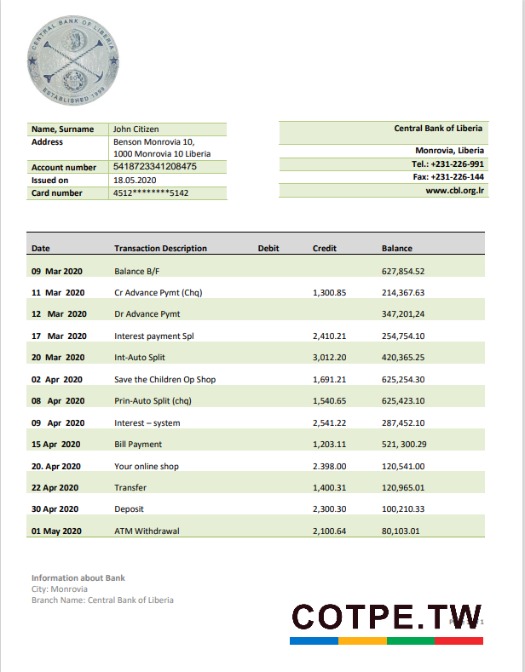 CENTRAL BANK OF LIBERIA
ESTABLISHED 1999
Name, Surname John Citizen
Address Benson Monrovia 10,
1000 Monrovia 10 Liberia
Account number 5418723341208475
Issued on 18.05.2020
Card number 4512********5142
Central Bank of Liberia
Monrovia, Liberia
Tel.: +231-226-991
Fax: +231-226-144
www.cbl.org.lr
Date Transaction Description Debit Credit Balance
09 Mar 2020 Balance B/F 627,854.52
11 Mar 2020 Cr Advance Pymt (Chq) 1,300.85 214,367.63
12 Mar 2020 Dr Advance Pymt 347,201,24
17 Mar 2020 Interest payment Spl 2,410.21 254,754.10
20 Mar 2020 Int-Auto Split 3,012.20 420,365.25
02 Apr 2020 Save the Children Op Shop 1,691.21 625,254.30
08 Apr 2020 Prin-Auto Split (chq) 1,540.65 625,423.10
09 Apr 2020 Interest – system 2,541.22 287,452.10
15 Apr 2020 Bill Payment 1,203.11 521, 300.29
20. Apr 2020 Your online shop 2.398.00 120,541.00
22 Apr 2020 Transfer 1,400.31 120,965.01
30 Apr 2020 Deposit 2,300.30 100,210.33
01 May 2020 ATM Withdrawal 2,100.64 80,103.01
Information about Bank
City: Monrovia
Branch Name: Central Bank of Liberia
COTPE.TW